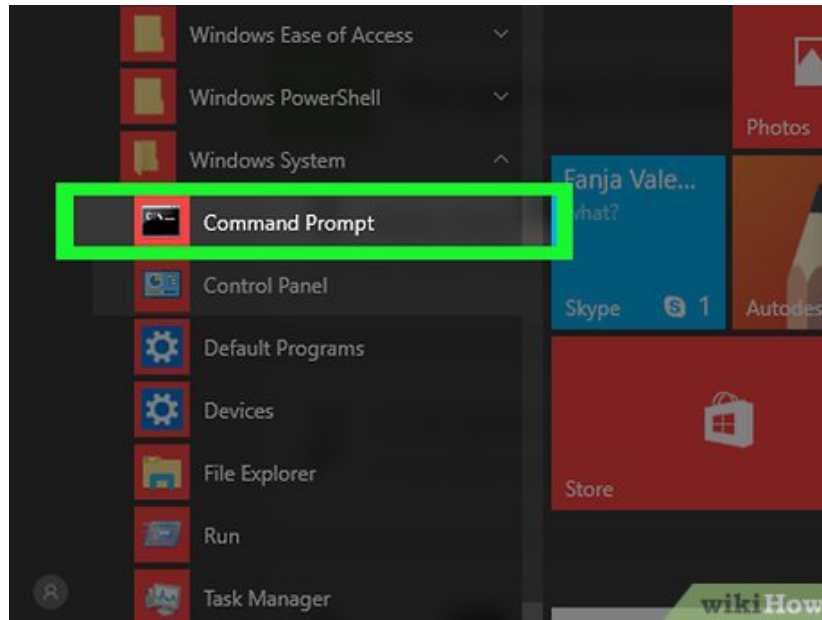 Windows Ease of Access
Windows PowerShell
Windows System
Command Prompt
Control Panel
Default Programs
Devices
File Explorer
Run
Task Manager
Photos
Fanja Vale...
what?
Skype 1
Autodes
Store
wikiHow